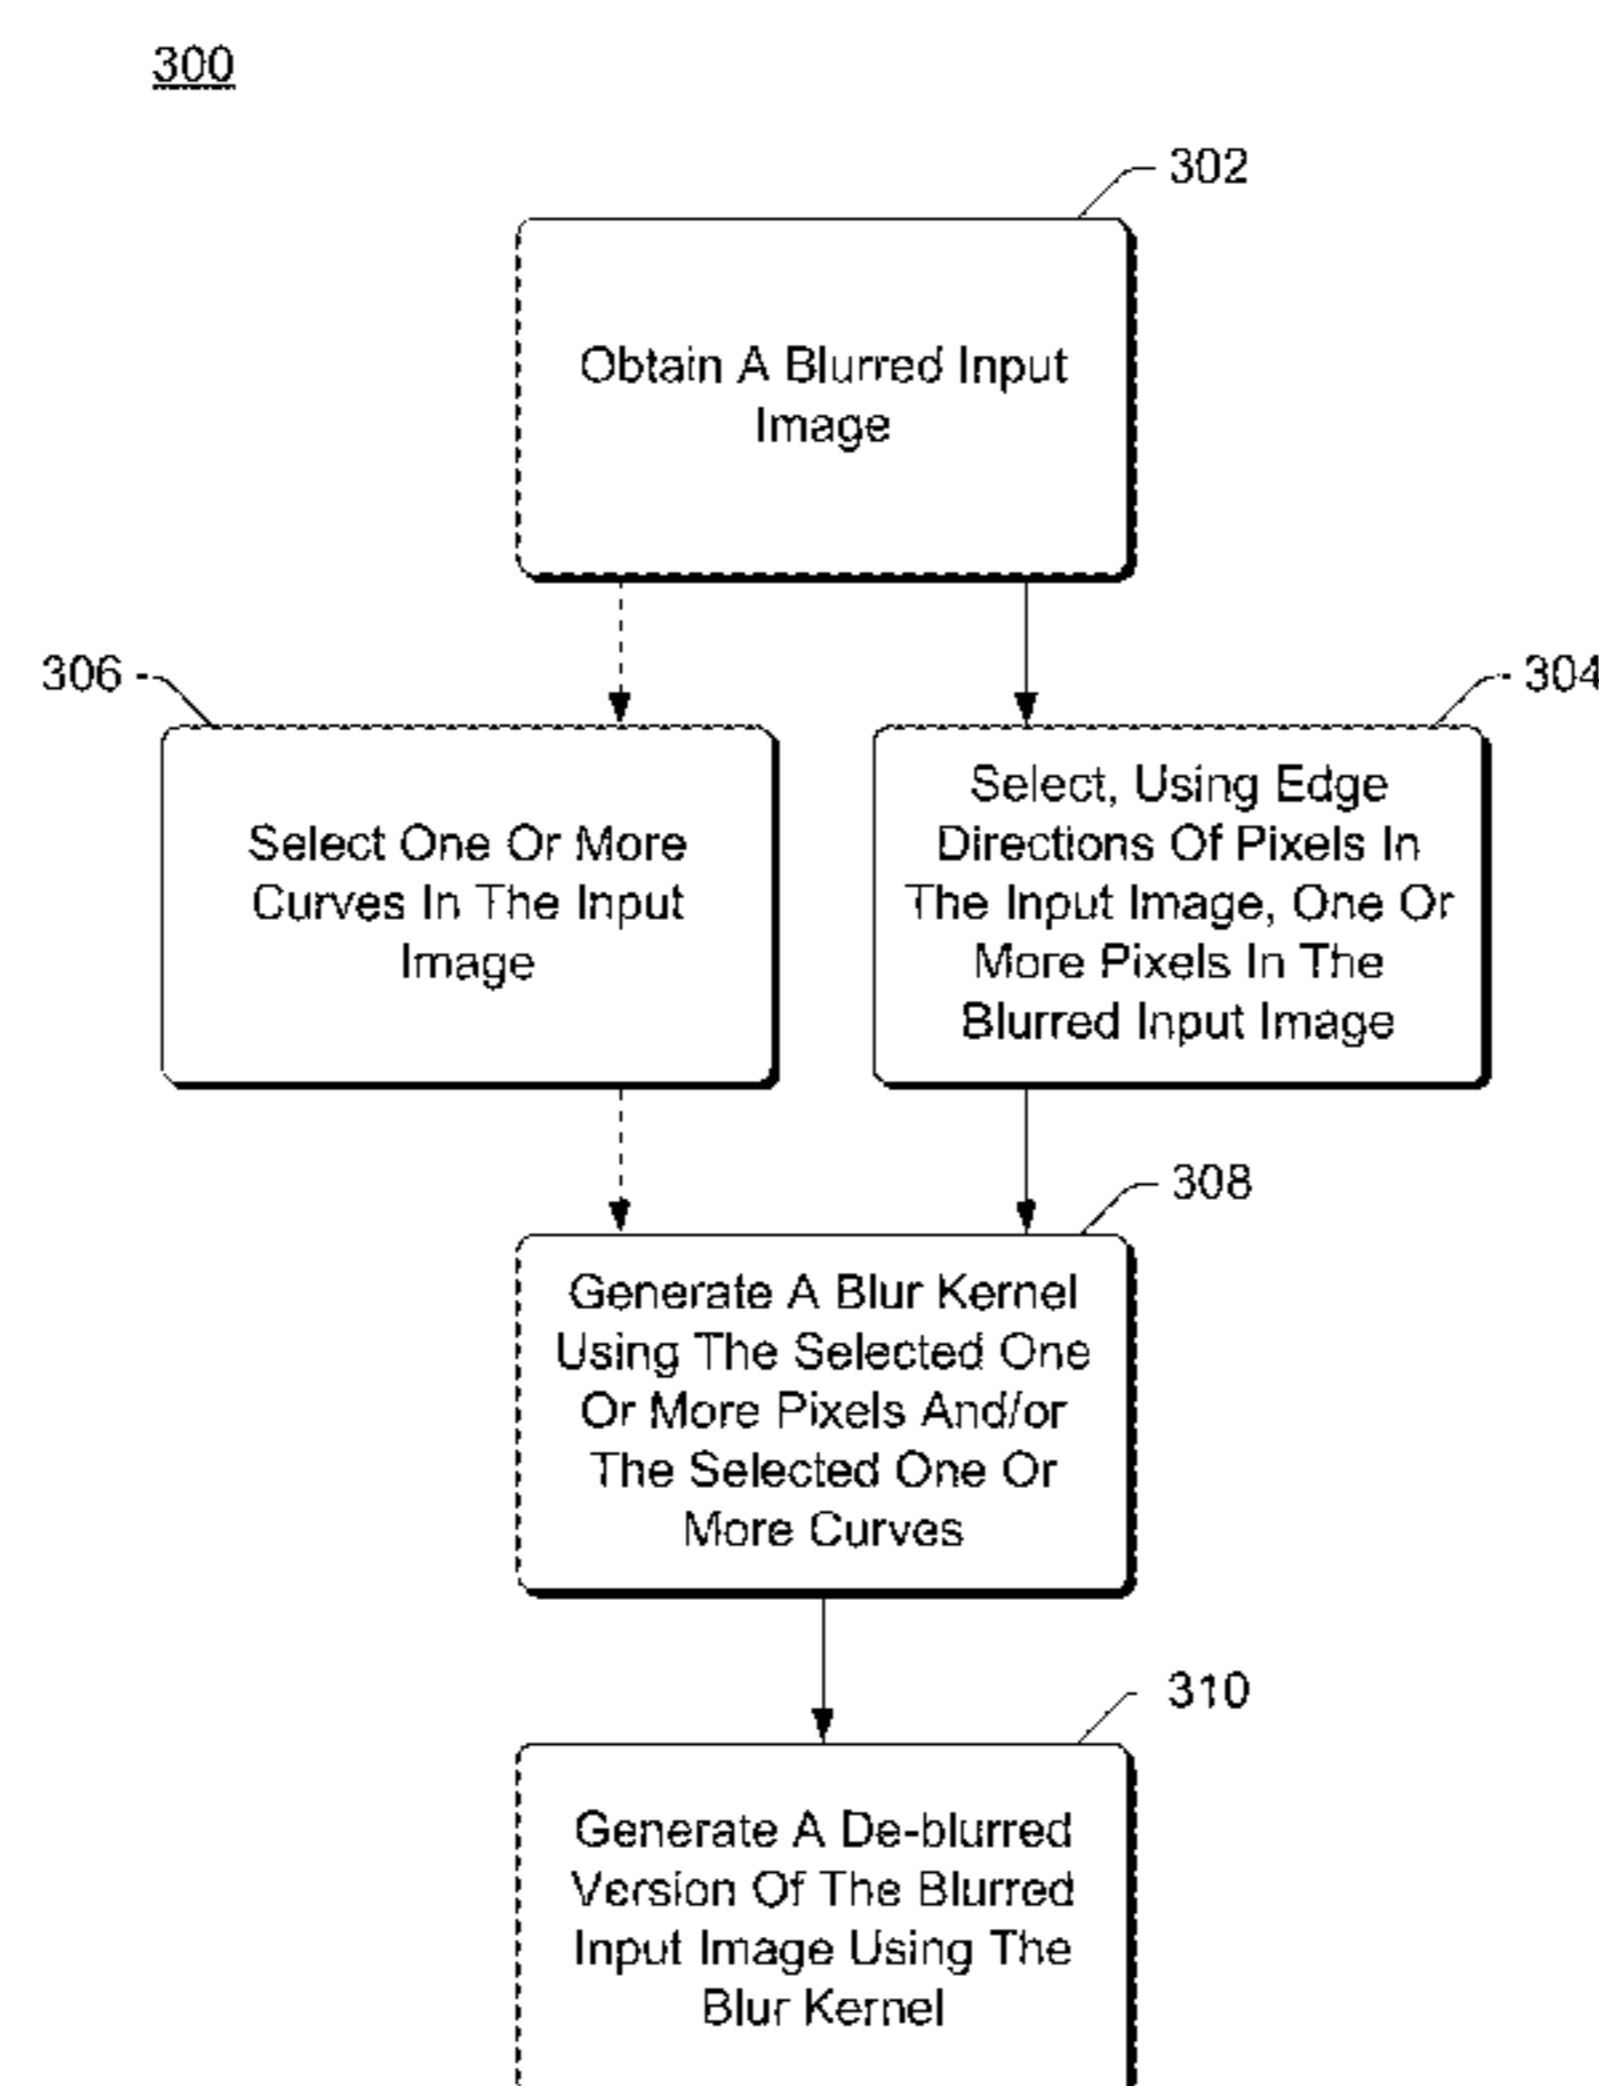 300
302
Obtain A Blurred Input
Image
306
304
Select One Or More
Curves In The Input
Image
Select, Using Edge
Directions Of Pixels In
The Input Image, One Or
More Pixels In The
Blurred Input Image
308
Generate A Blur Kernel
Using The Selected One
Or More Pixels And/or
The Selected One Or
More Curves
310
Generate A De-blurred
Version Of The Blurred
Input Image Using The
Blur Kernel